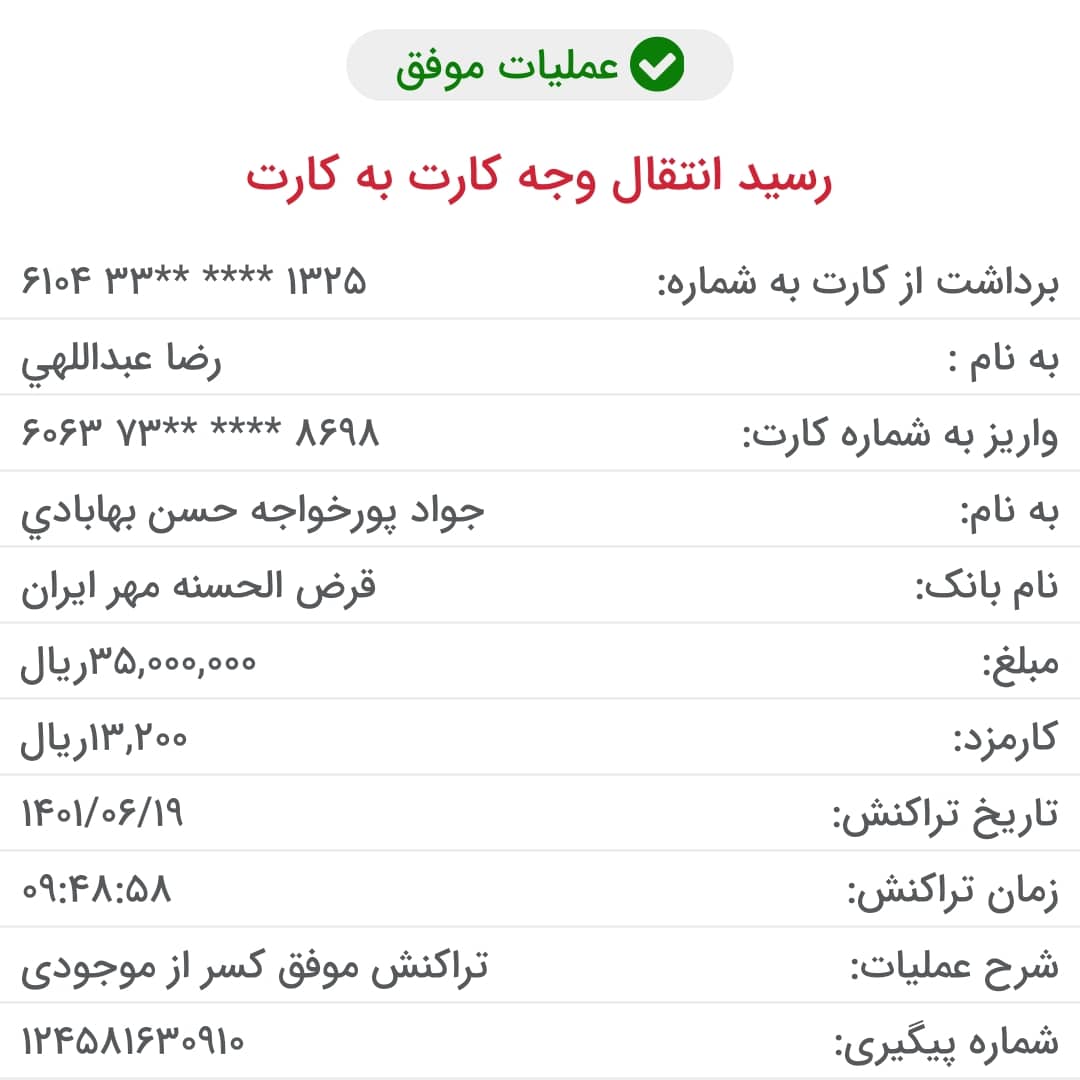 عملیات موفق
رسید انتقال وجه کارت به کارت
برداشت از کارت به شماره: ۶۱۰۴ ۳۳** **** ۱۳۲۵
به نام : رضا عبداللهي
واریز به شماره کارت: ۶۰۶۳ ۷۳** **** ۸۶۹۸
به نام: جواد پورخواجه حسن بهابادي
نام بانک: قرض الحسنه مهر ایران
مبلغ: ۳۵,۰۰۰,۰۰۰ریال
کارمزد: ۱۳,۲۰۰ریال
تاریخ تراکنش: ۱۴۰۱/۰۶/۱۹
زمان تراکنش: ۰۹:۴۸:۵۸
شرح عملیات: تراکنش موفق کسر از موجودی
شماره پیگیری: ۱۲۴۵۸۱۶۳۰۹۱۰